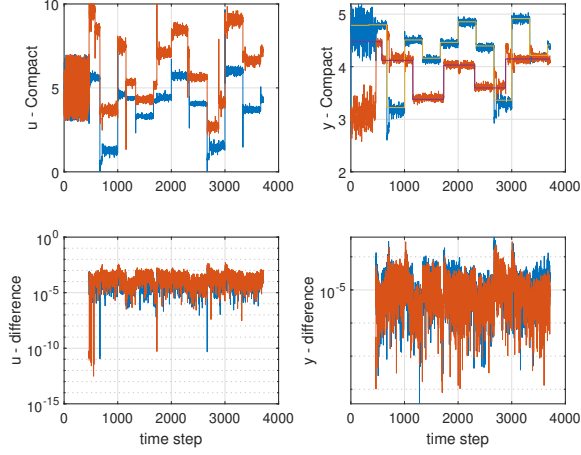 10
5
0
u - Compact
0 1000 2000 3000 4000
5
4
3
2
y - Compact
0 1000 2000 3000 4000
10^0
10^-5
10^-10
10^-15
u - difference
0 1000 2000 3000 4000
time step
10^-5
y - difference
0 1000 2000 3000 4000
time step